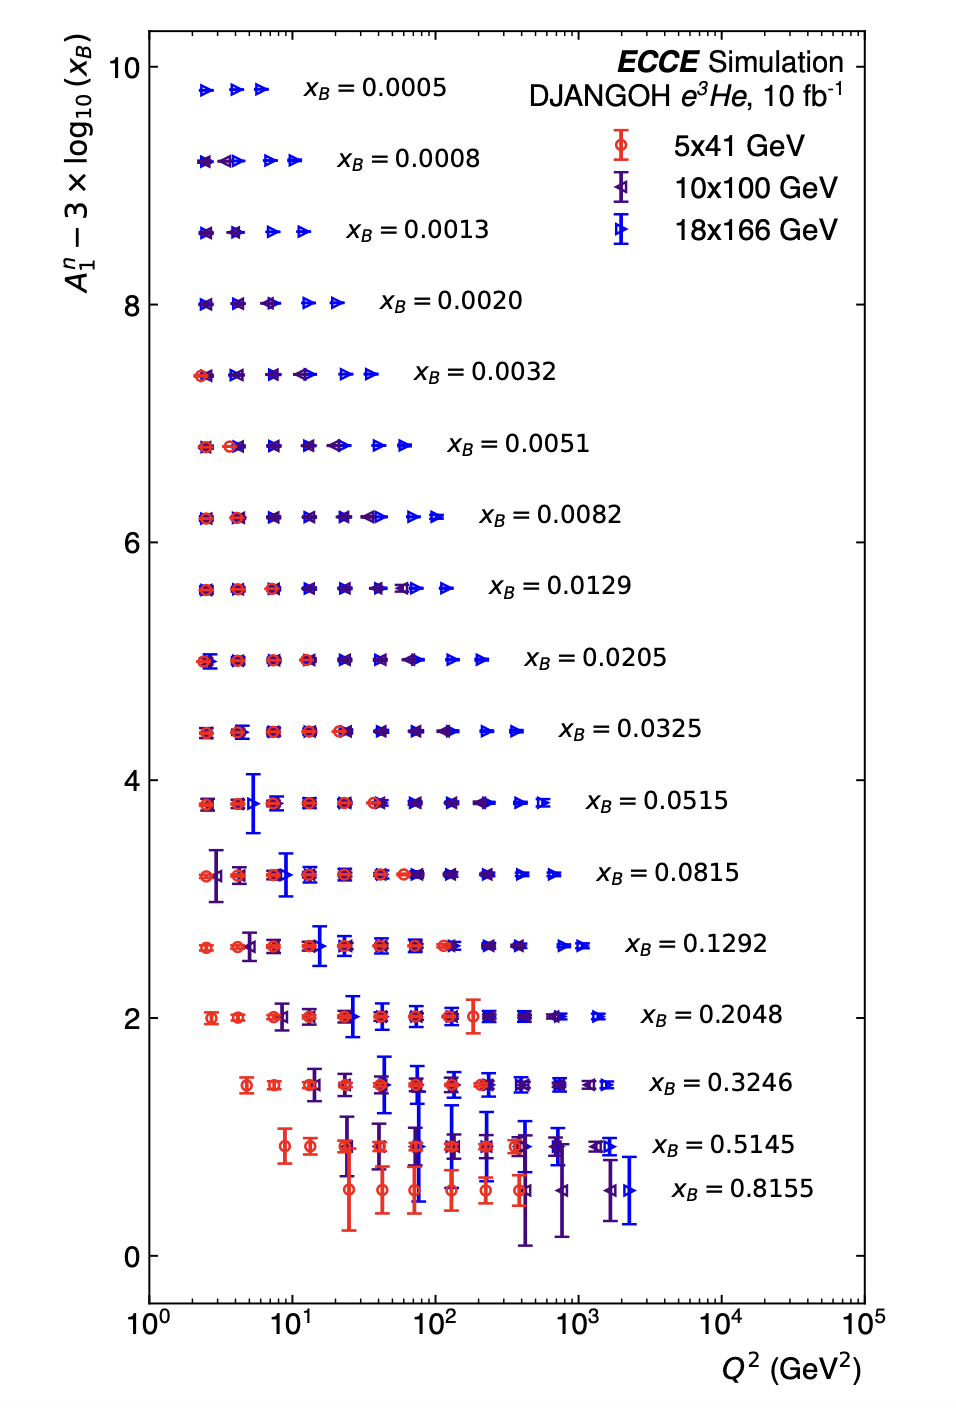 A₁ⁿ − 3 × log₁₀(x_B)
ECCE Simulation
DJANGOH e³He, 10 fb⁻¹
5x41 GeV
10x100 GeV
18x166 GeV
x_B = 0.0005
x_B = 0.0008
x_B = 0.0013
x_B = 0.0020
x_B = 0.0032
x_B = 0.0051
x_B = 0.0082
x_B = 0.0129
x_B = 0.0205
x_B = 0.0325
x_B = 0.0515
x_B = 0.0815
x_B = 0.1292
x_B = 0.2048
x_B = 0.3246
x_B = 0.5145
x_B = 0.8155
10
8
6
4
2
0
10⁰ 10¹ 10² 10³ 10⁴ 10⁵
Q² (GeV²)